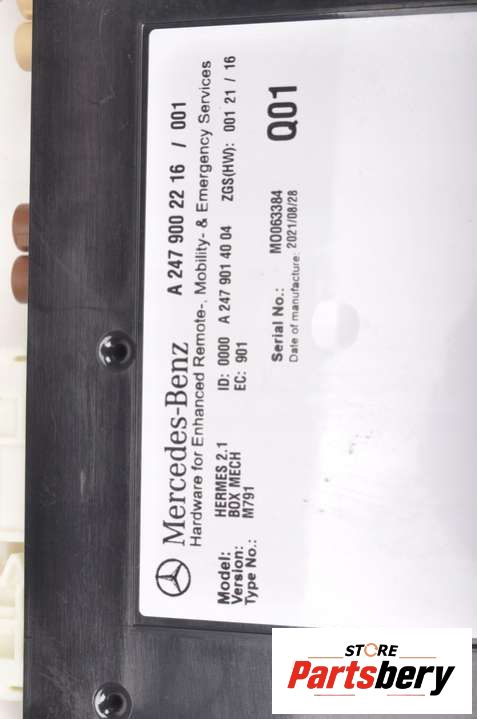 Mercedes-Benz A 247 900 22 16 / 001
Hardware for Enhanced Remote-, Mobility- & Emergency Services
Model: HERMES 2.1 ID: 0000 A 247 901 40 04 ZGS(HW): 001 21 / 16
Version: BOX MECH EC: 901
Type No.: M791
Serial No.: M0063384 Q01
Date of manufacture: 2021/08/28
STORE
Partsbery